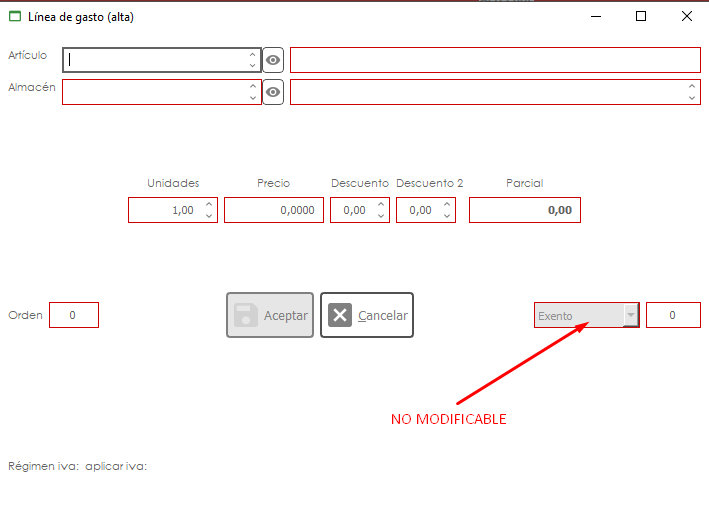 Línea de gasto (alta)
Artículo
Almacén
Unidades Precio Descuento Descuento 2 Parcial
1,00 0,0000 0,00 0,00 0,00
Orden 0 Aceptar Cancelar Exento 0
NO MODIFICABLE
Régimen iva: aplicar iva: